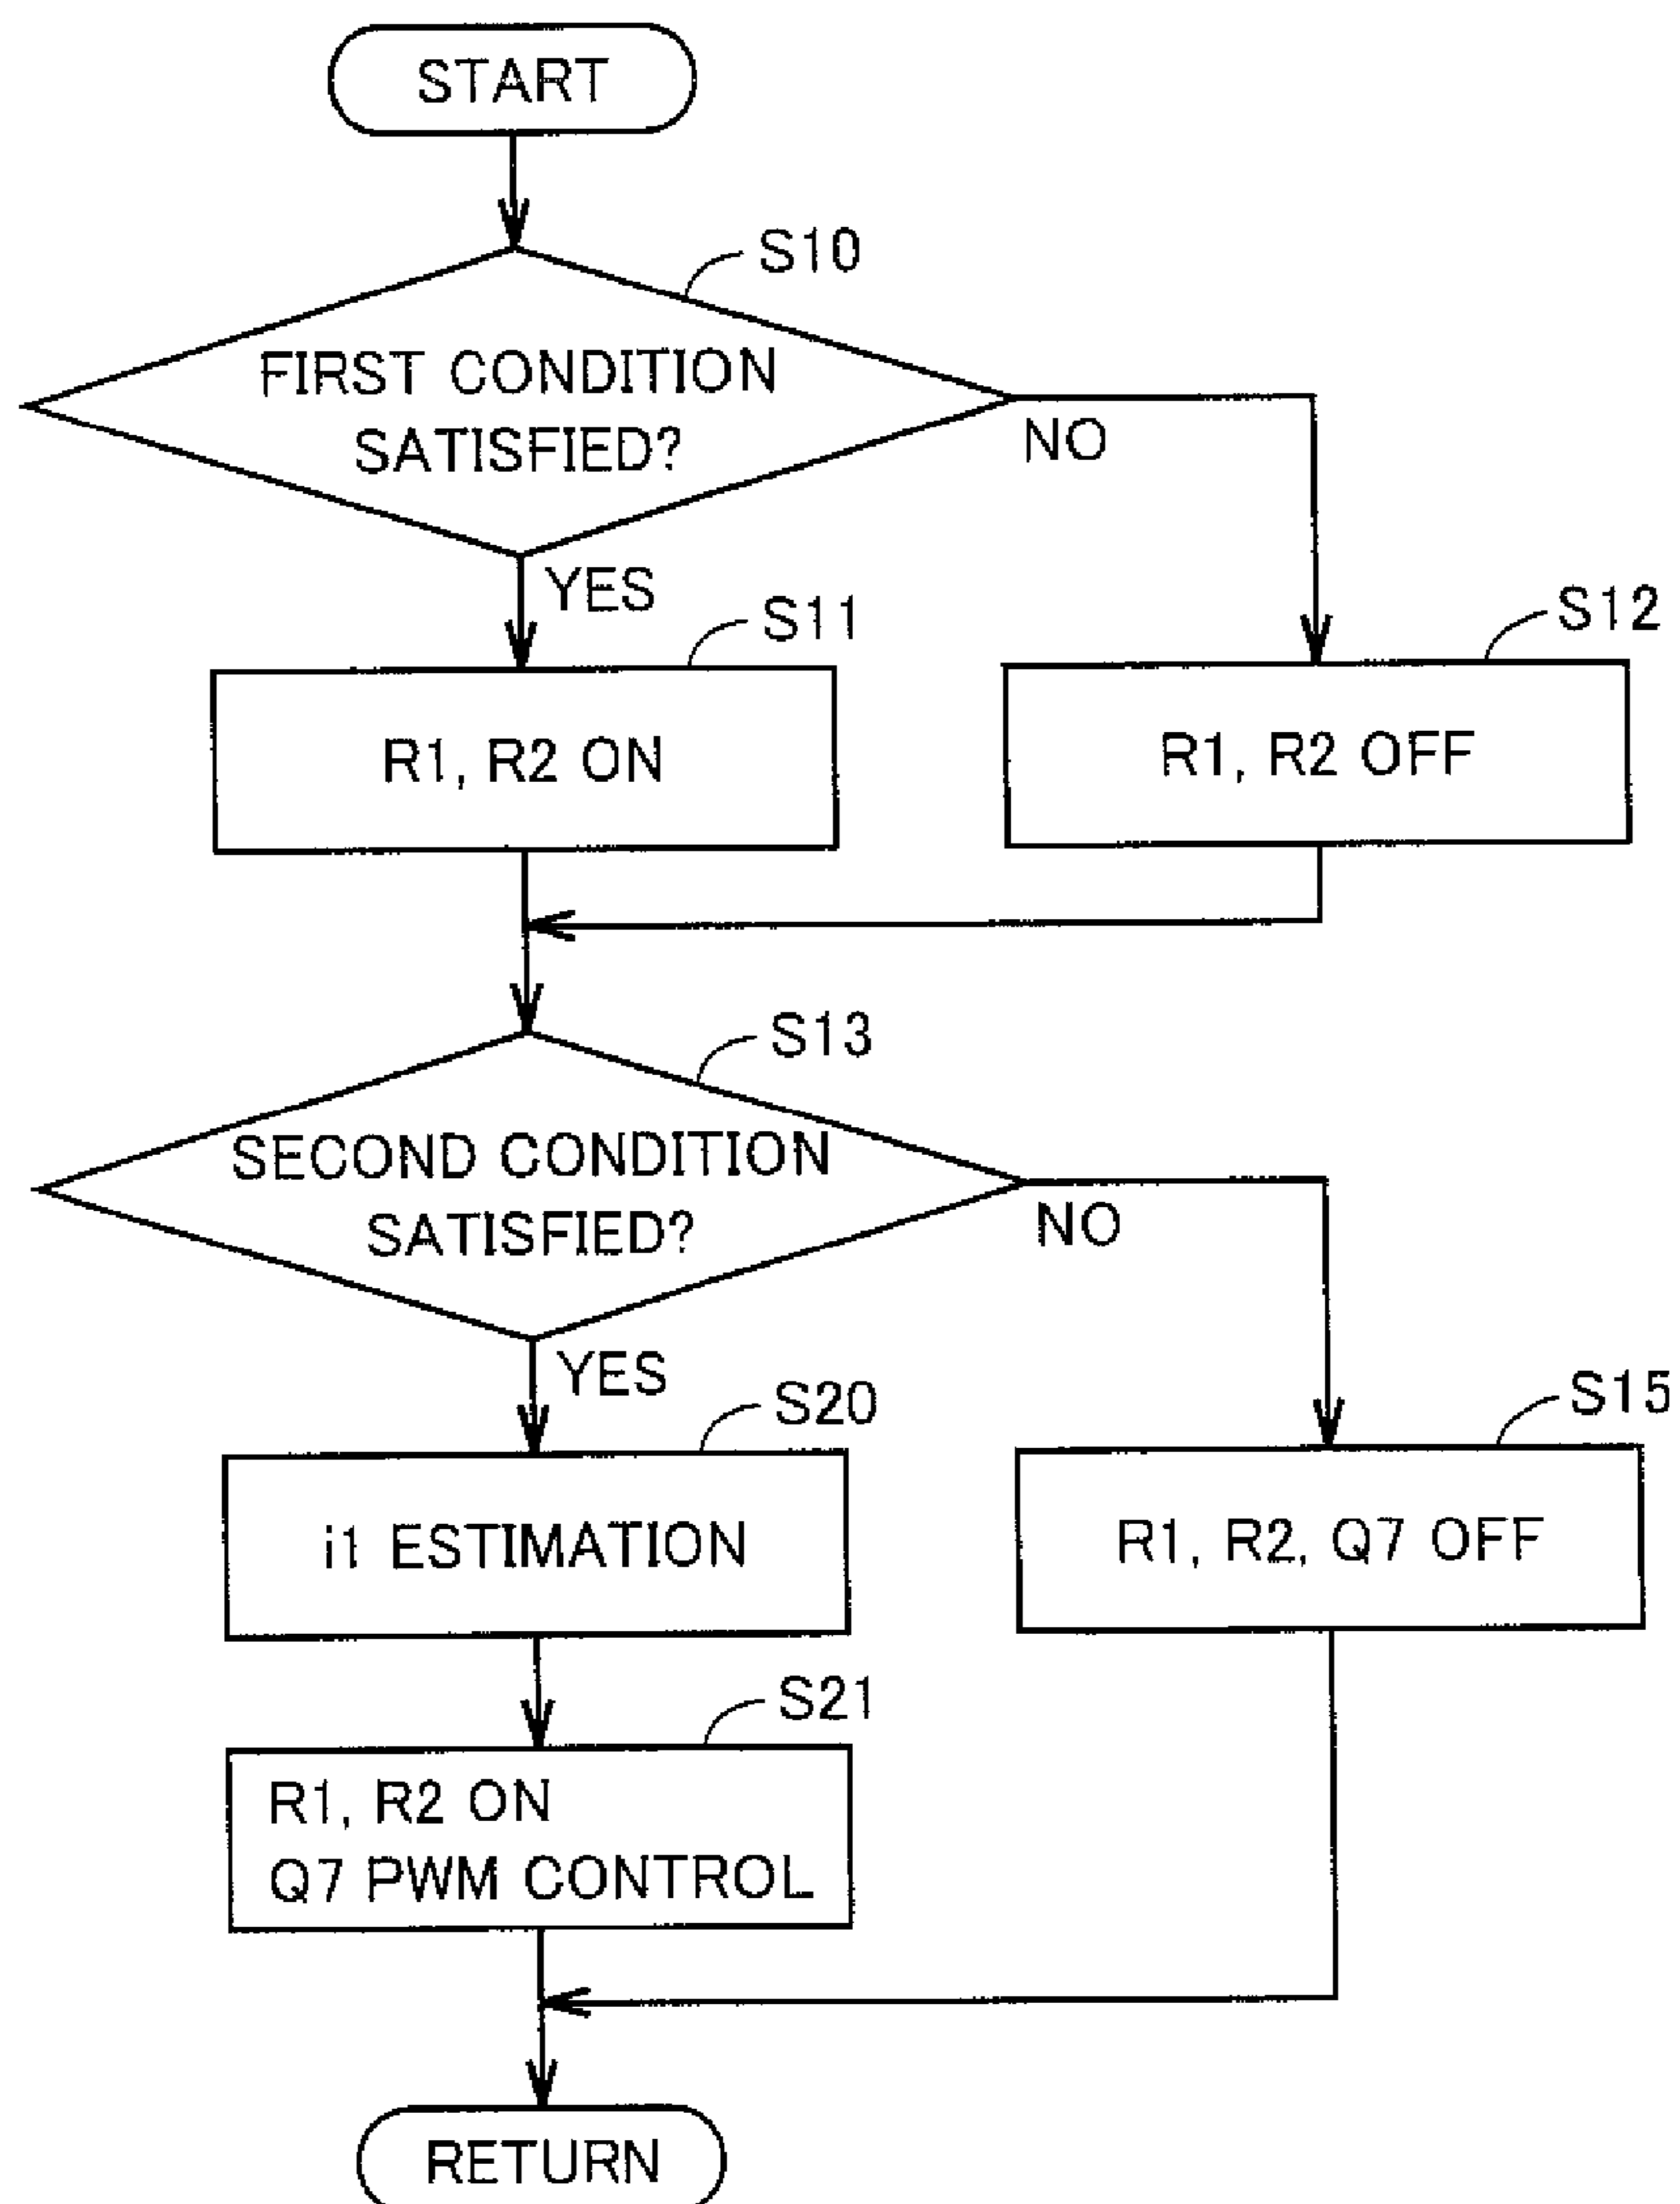 START
S10
FIRST CONDITION
SATISFIED?
NO
YES
S11
S12
R1, R2 ON
R1, R2 OFF
S13
SECOND CONDITION
SATISFIED?
NO
YES
S20
S15
i1 ESTIMATION
R1, R2, Q7 OFF
S21
R1, R2 ON
Q7 PWM CONTROL
RETURN